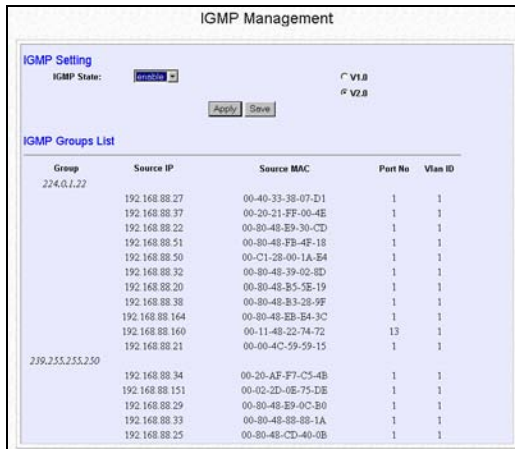 IGMP Management
IGMP Setting
IGMP State: enable V1.0
V2.0
Apply Save
IGMP Groups List
Group Source IP Source MAC Port No Vlan ID
224.0.1.22
192.168.88.27 00-40-33-38-07-D1 1 1
192.168.88.37 00-20-21-FF-00-4E 1 1
192.168.88.22 00-80-48-E9-30-CD 1 1
192.168.88.51 00-80-48-FB-4F-18 1 1
192.168.88.50 00-C1-28-00-1A-E4 1 1
192.168.88.32 00-80-48-39-02-8D 1 1
192.168.88.20 00-80-48-B5-5E-19 1 1
192.168.88.38 00-80-48-B3-28-9F 1 1
192.168.88.164 00-80-48-EB-E4-3C 1 1
192.168.88.160 00-11-48-22-74-72 13 1
192.168.88.21 00-00-4C-59-59-15 1 1
239.255.255.250
192.168.88.34 00-20-AF-F7-C5-4B 1 1
192.168.88.151 00-02-2D-0E-75-DE 1 1
192.168.88.29 00-80-48-E9-0C-B0 1 1
192.168.88.33 00-80-48-88-88-1A 1 1
192.168.88.25 00-80-48-CD-40-0B 1 1